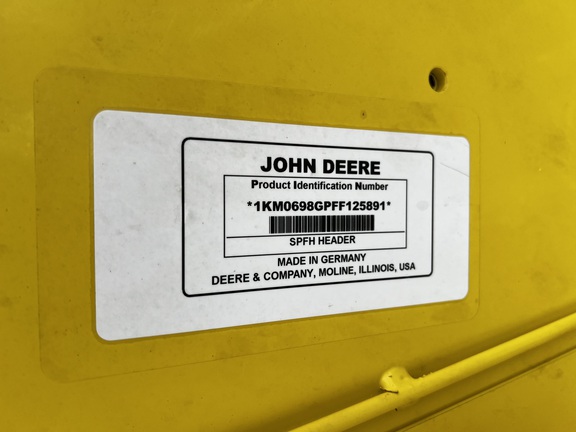 JOHN DEERE
Product Identification Number
*1KM0698GPFF125891*
SPFH HEADER
MADE IN GERMANY
DEERE & COMPANY, MOLINE, ILLINOIS, USA